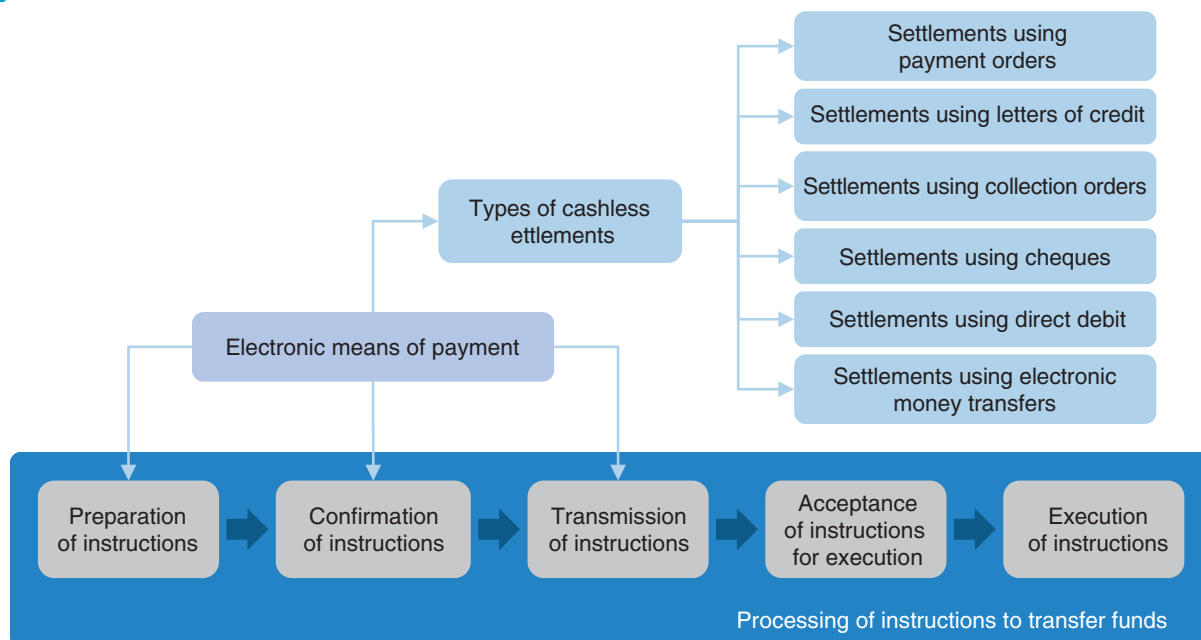 Settlements using
payment orders
Settlements using letters of credit
Settlements using collection orders
Types of cashless
ettlements
Settlements using cheques
Settlements using direct debit
Electronic means of payment
Settlements using electronic
money transfers
Preparation
of instructions
Confirmation
of instructions
Transmission
of instructions
Acceptance
of instructions
for execution
Execution
of instructions
Processing of instructions to transfer funds